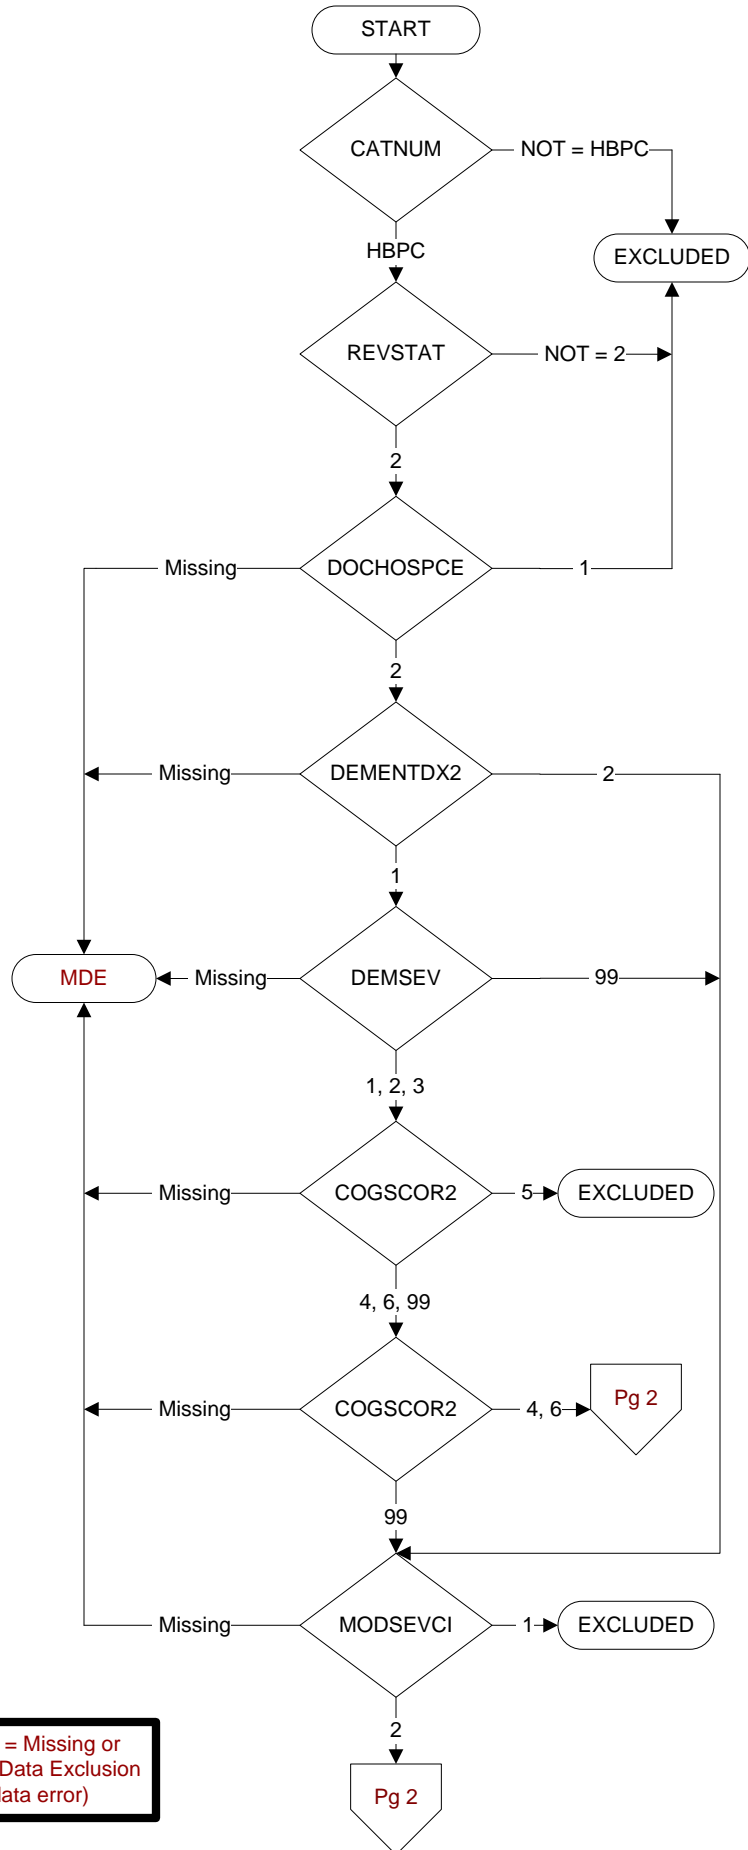 START
CATNUM
NOT = HBPC
EXCLUDED
HBPC
REVSTAT
NOT = 2
2
Missing
DOCHOSPCE
1
2
Missing
DEMENTDX2
2
1
MDE
Missing
DEMSEV
99
1, 2, 3
Missing
COGSCOR2
5
EXCLUDED
4, 6, 99
Missing
COGSCOR2
4, 6
Pg 2
99
Missing
MODSEVCI
1
EXCLUDED
2
= Missing or
Data Exclusion
data error)
Pg 2